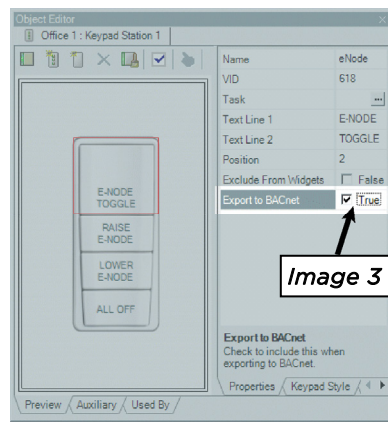 Object Editor
Office 1 : Keypad Station 1
Name eNode
VID 618
Task ...
Text Line 1 E-NODE
Text Line 2 TOGGLE
Position 2
Exclude From Widgets False
Export to BACnet True
E-NODE
TOGGLE
RAISE
E-NODE
LOWER
E-NODE
ALL OFF
Image 3
Export to BACnet
Check to include this when
exporting to BACnet.
Properties Keypad Style
Preview Auxiliary Used By